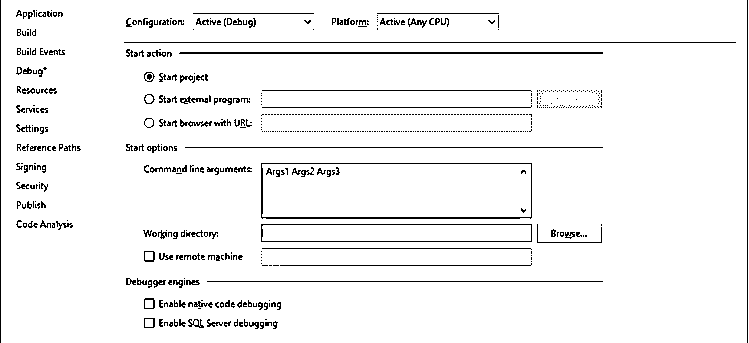 Application
Build
Build Events
Debug*
Resources
Services
Settings
Reference Paths
Signing
Security
Publish
Code Analysis
Configuration: Active (Debug) Platform: Active (Any CPU)
Start action
Start project
Start external program:
Start browser with URL:
Start options
Command line arguments: Args1 Args2 Args3
Working directory: Browse...
Use remote machine
Debugger engines
Enable native code debugging
Enable SQL Server debugging